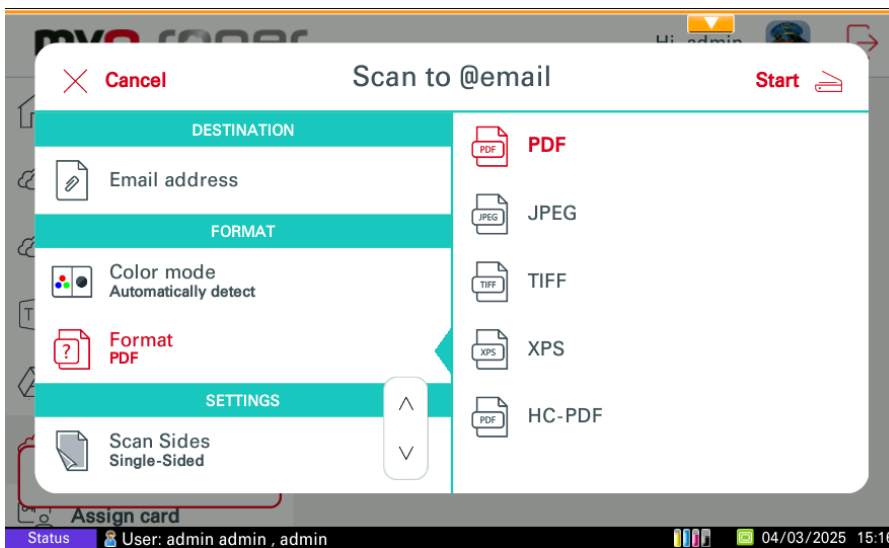 Hi, admin
Cancel
Scan to @email
Start
DESTINATION
Email address
FORMAT
Color mode
Automatically detect
?
Format
PDF
SETTINGS
Scan Sides
Single-Sided
PDF
PDF
JPEG
JPEG
TIFF
TIFF
XPS
XPS
PDF
HC-PDF
T
Assign card
Status
User: admin admin , admin
04/03/2025 15:16